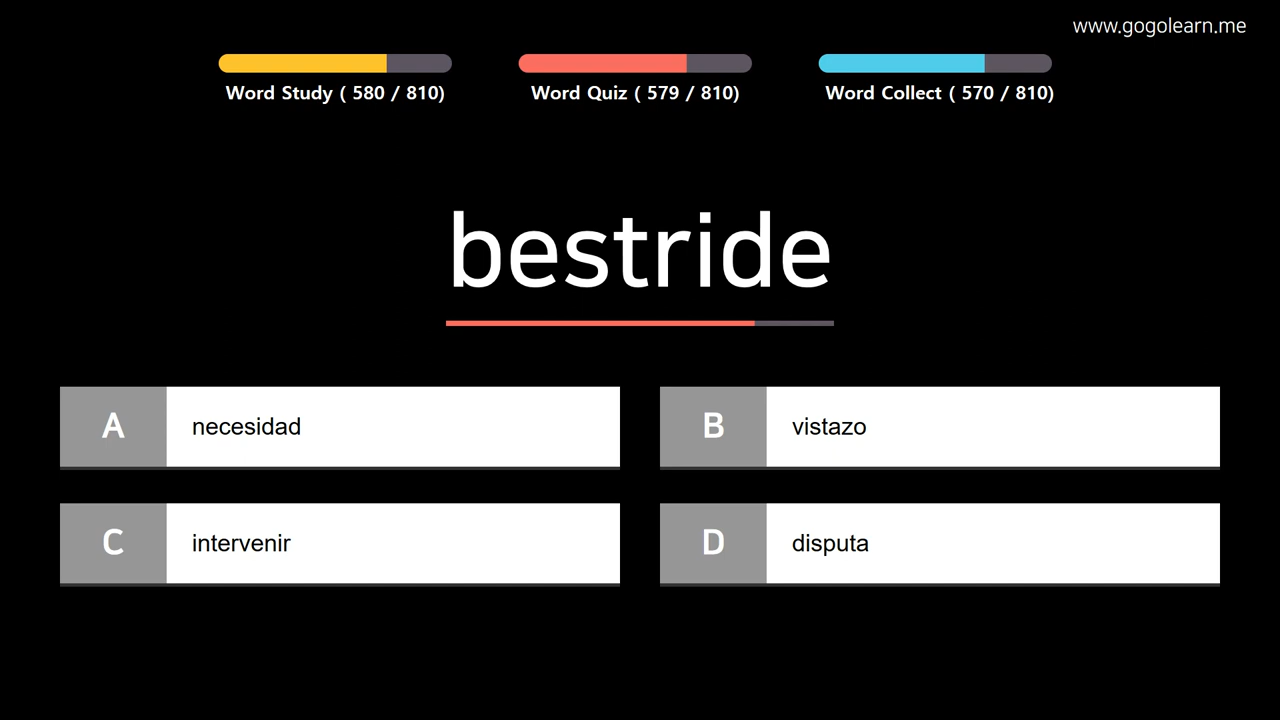 www.gogolearn.me
Word Study ( 580 / 810)
Word Quiz ( 579 / 810)
Word Collect ( 570 / 810)
bestride
A necesidad
B vistazo
C intervenir
D disputa